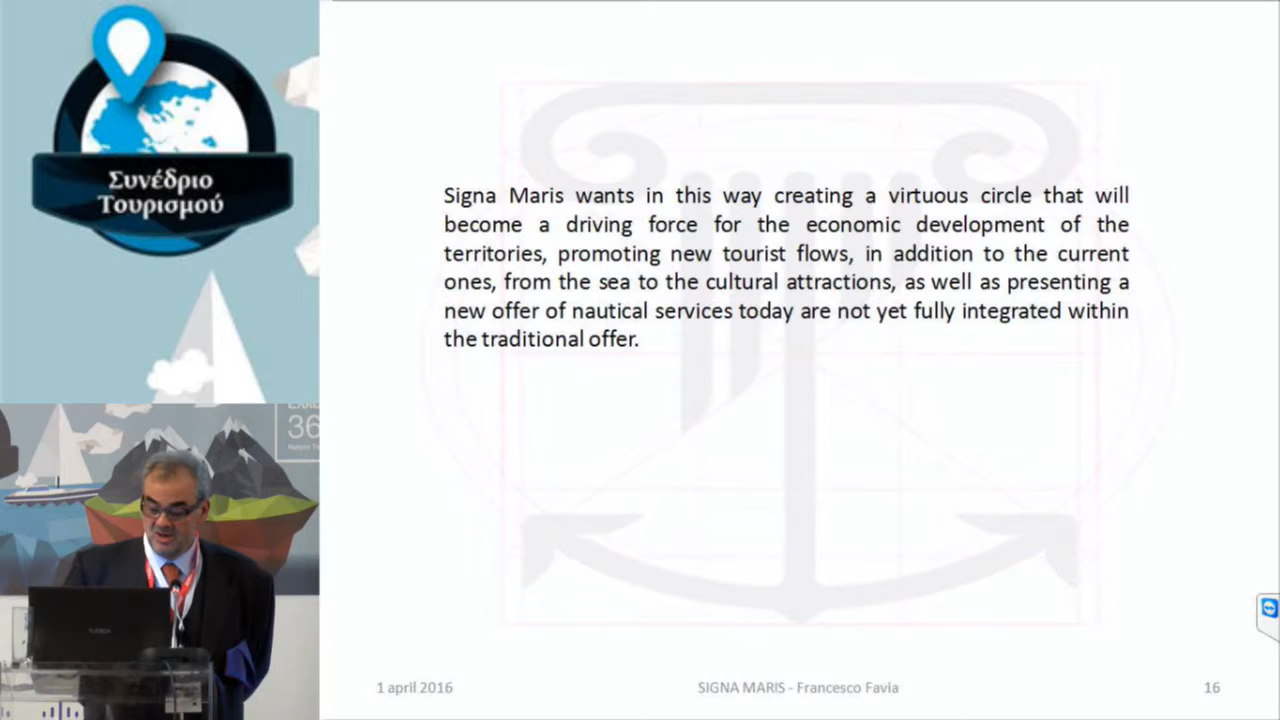 Συνέδριο
Τουρισμού
Signa Maris wants in this way creating a virtuous circle that will
become a driving force for the economic development of the
territories, promoting new tourist flows, in addition to the current
ones, from the sea to the cultural attractions, as well as presenting a
new offer of nautical services today are not yet fully integrated within
the traditional offer.
36
1 april 2016
SIGNA MARIS - Francesco Favia
16